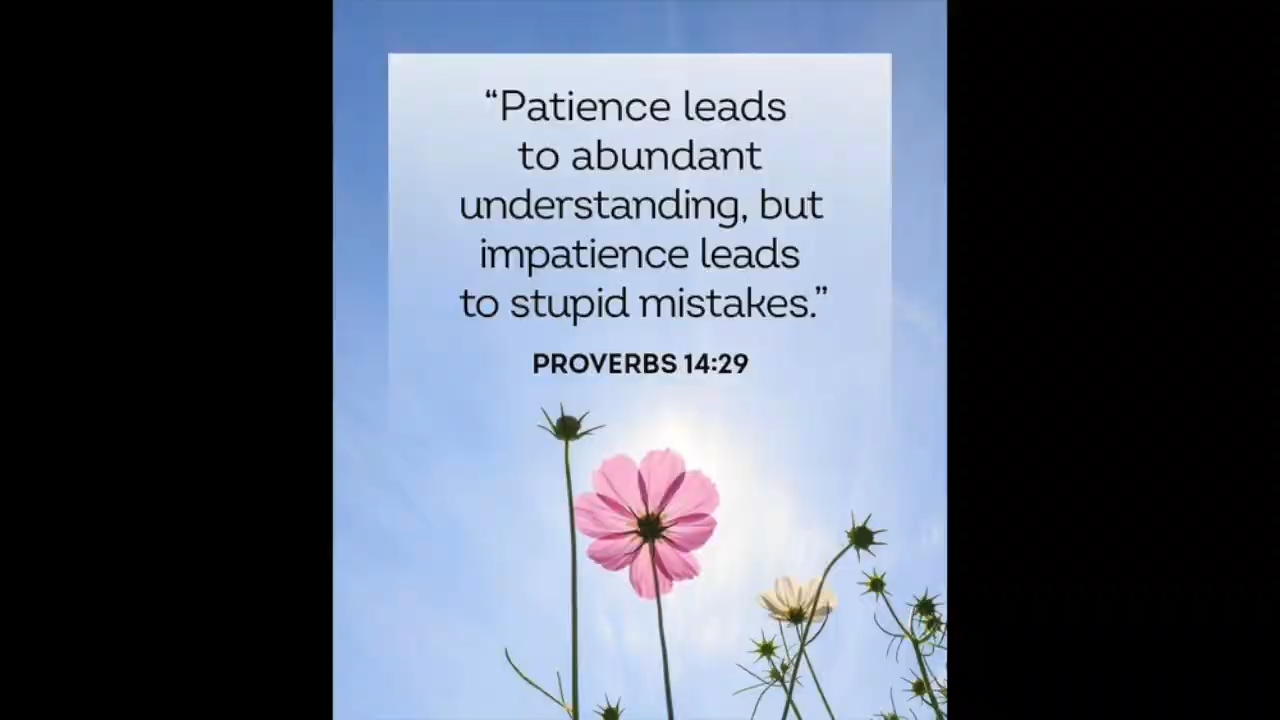 “Patience leads
to abundant
understanding, but
impatience leads
to stupid mistakes.”
PROVERBS 14:29